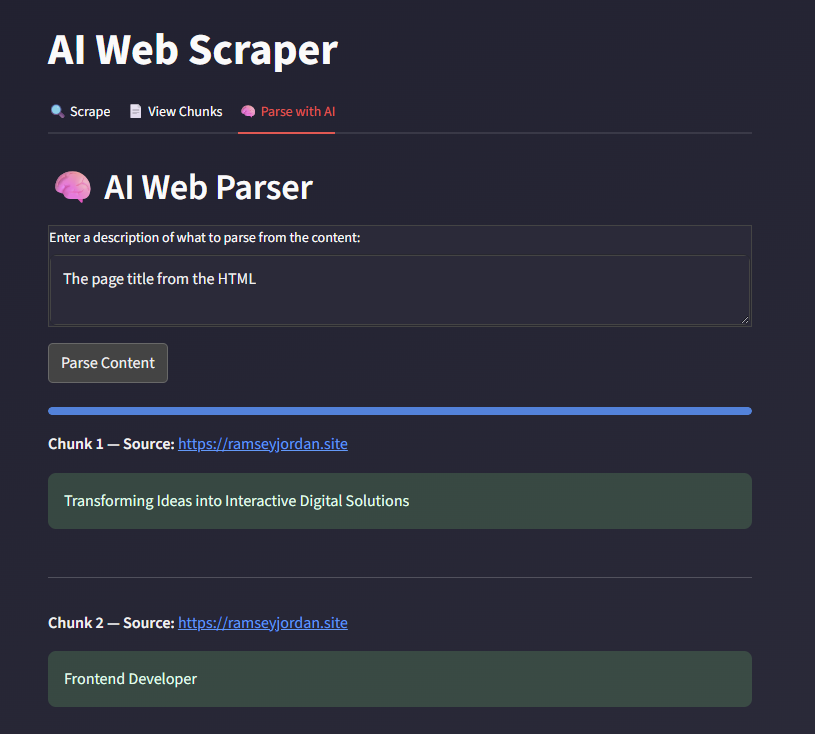 AI Web Scraper
🔍 Scrape 📄 View Chunks 🧠 Parse with AI
🧠 AI Web Parser
Enter a description of what to parse from the content:
The page title from the HTML
Parse Content
Chunk 1 — Source: https://ramseyjordan.site
Transforming Ideas into Interactive Digital Solutions
Chunk 2 — Source: https://ramseyjordan.site
Frontend Developer